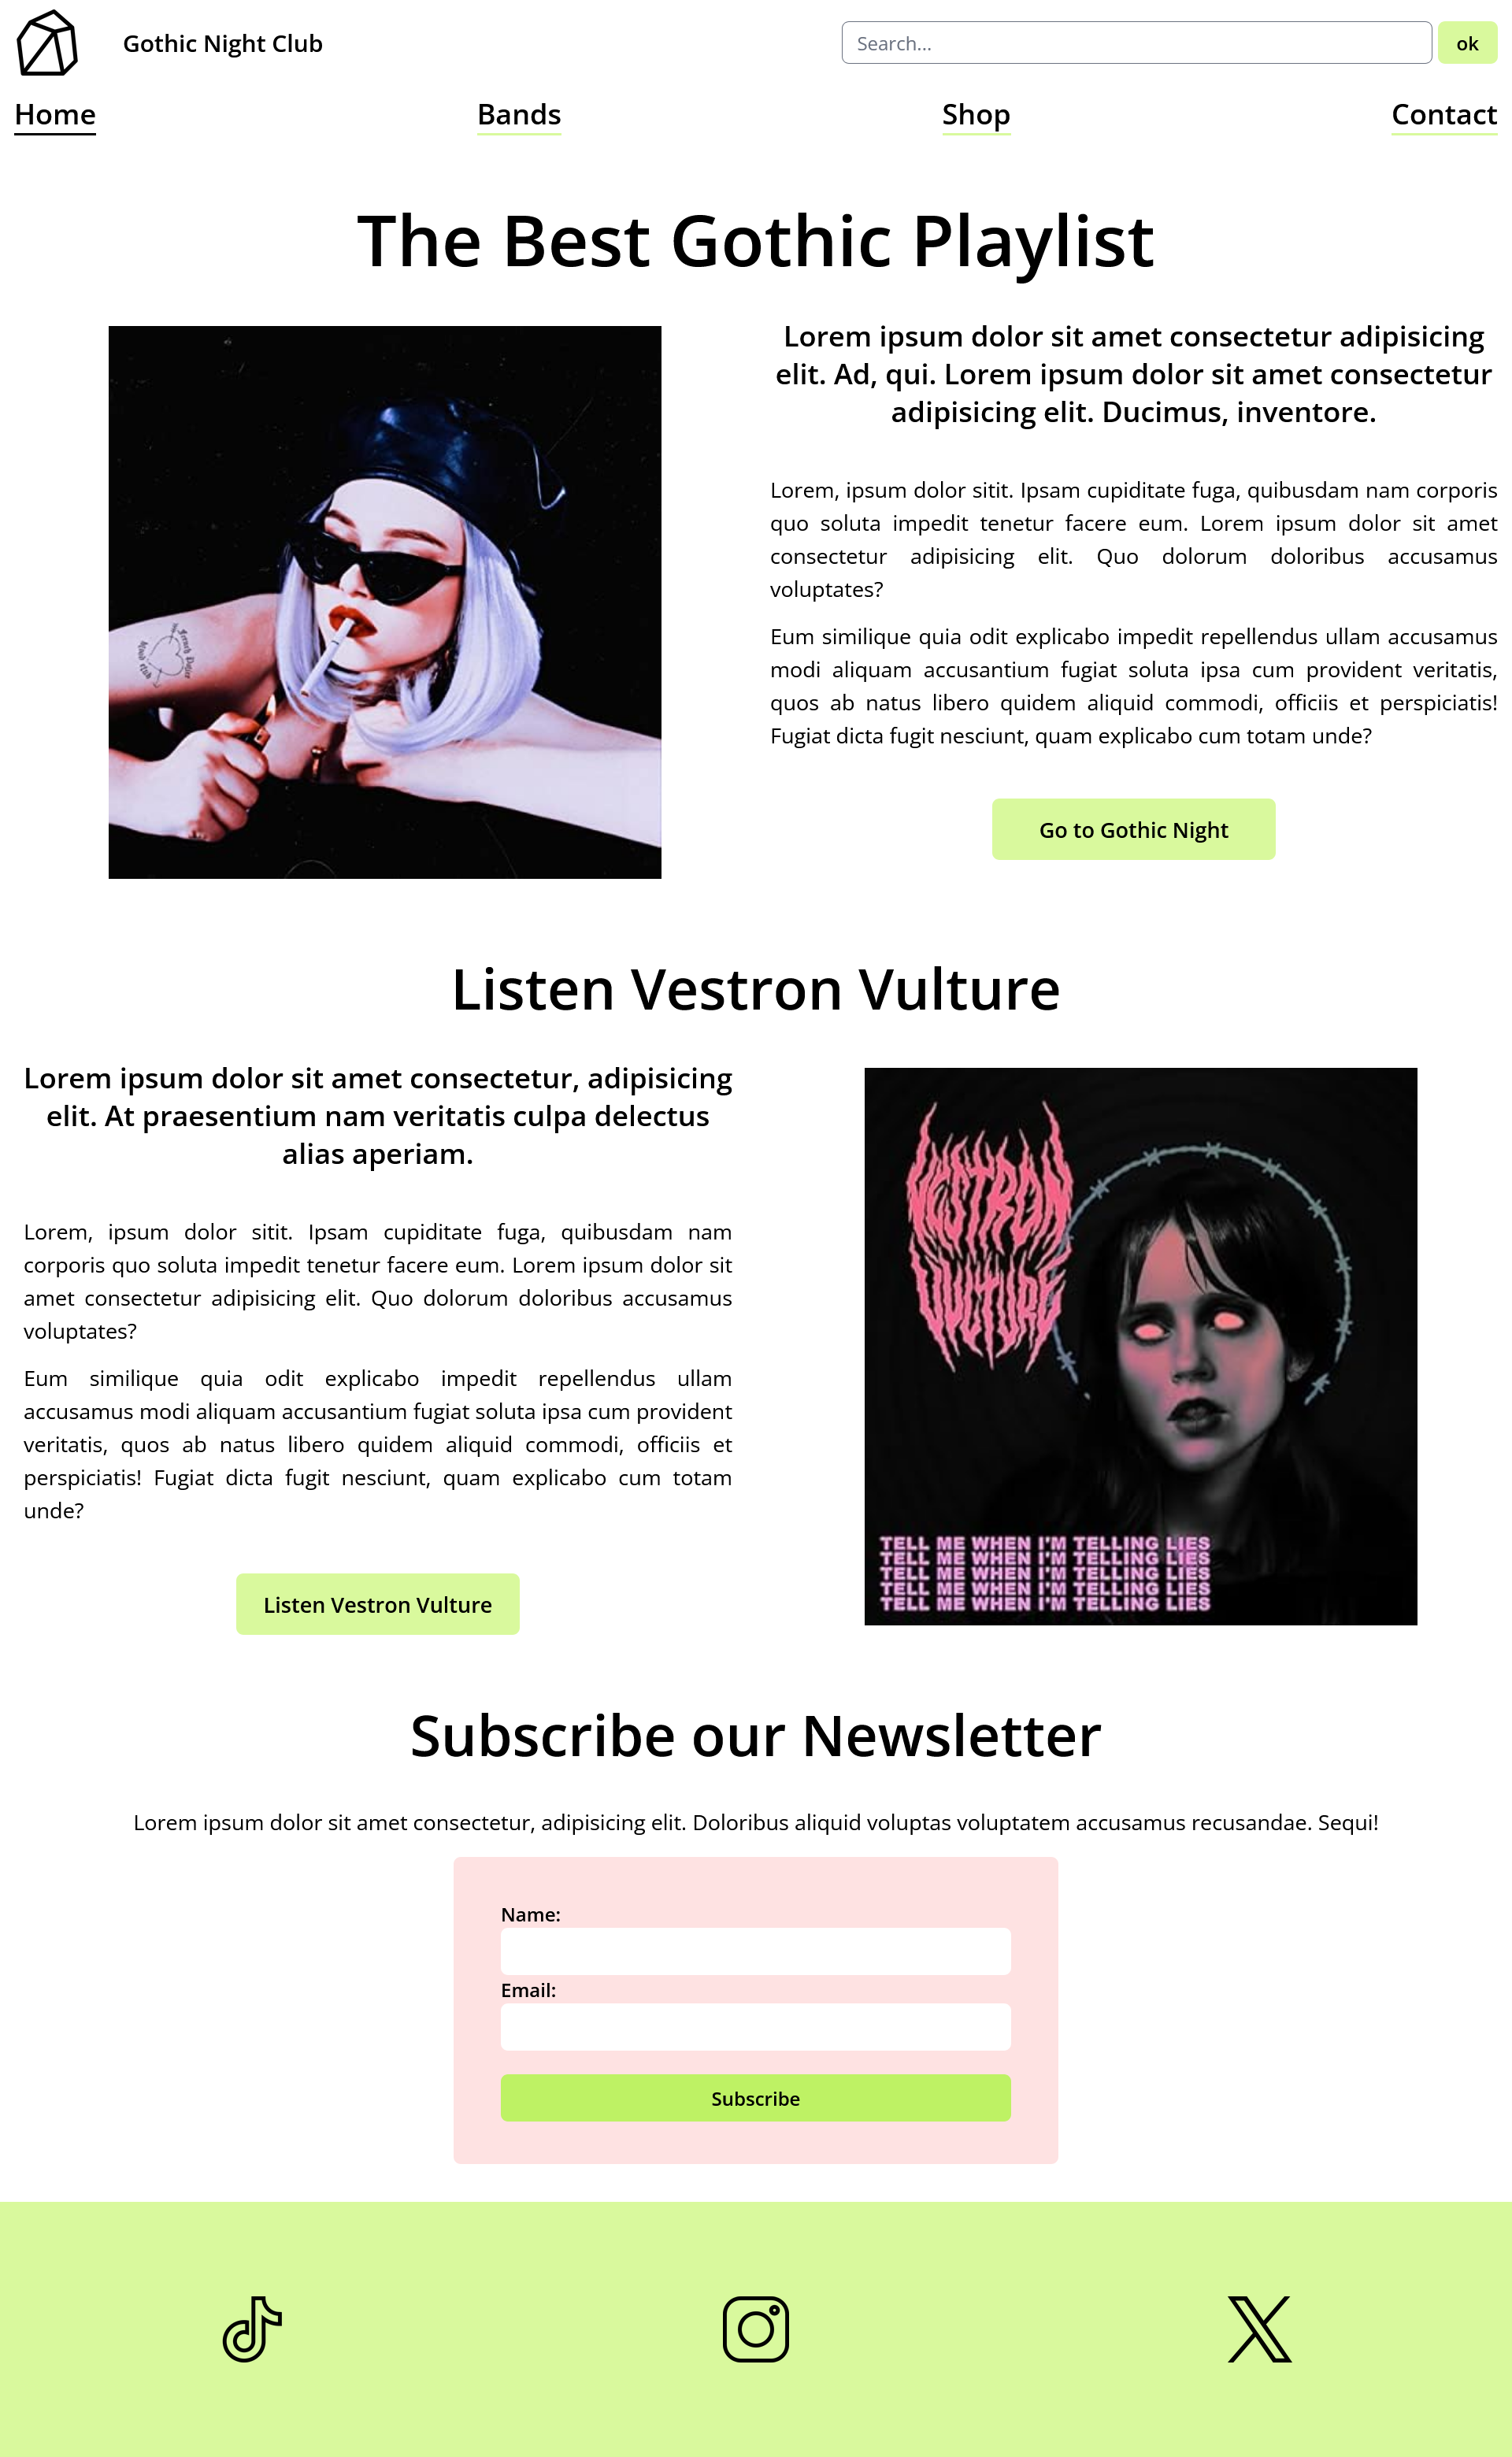 Gothic Night Club
Search...
ok
Home
Bands
Shop
Contact
The Best Gothic Playlist
Lorem ipsum dolor sit amet consectetur adipisicing
elit. Ad, qui. Lorem ipsum dolor sit amet consectetur
adipisicing elit. Ducimus, inventore.
Lorem, ipsum dolor sitit. Ipsam cupiditate fuga, quibusdam nam corporis
quo soluta impedit tenetur facere eum. Lorem ipsum dolor sit amet
consectetur adipisicing elit. Quo dolorum doloribus accusamus
voluptates?
Eum similique quia odit explicabo impedit repellendus ullam accusamus
modi aliquam accusantium fugiat soluta ipsa cum provident veritatis,
quos ab natus libero quidem aliquid commodi, officiis et perspiciatis!
Fugiat dicta fugit nesciunt, quam explicabo cum totam unde?
Go to Gothic Night
Listen Vestron Vulture
Lorem ipsum dolor sit amet consectetur, adipisicing
elit. At praesentium nam veritatis culpa delectus
alias aperiam.
Lorem, ipsum dolor sitit. Ipsam cupiditate fuga, quibusdam nam
corporis quo soluta impedit tenetur facere eum. Lorem ipsum dolor sit
amet consectetur adipisicing elit. Quo dolorum doloribus accusamus
voluptates?
Eum similique quia odit explicabo impedit repellendus ullam
accusamus modi aliquam accusantium fugiat soluta ipsa cum provident
veritatis, quos ab natus libero quidem aliquid commodi, officiis et
perspiciatis! Fugiat dicta fugit nesciunt, quam explicabo cum totam
unde?
Listen Vestron Vulture
VESTRON
VULTURE
TELL ME WHEN I'M TELLING LIES
TELL ME WHEN I'M TELLING LIES
TELL ME WHEN I'M TELLING LIES
TELL ME WHEN I'M TELLING LIES
TELL ME WHEN I'M TELLING LIES
Subscribe our Newsletter
Lorem ipsum dolor sit amet consectetur, adipisicing elit. Doloribus aliquid voluptas voluptatem accusamus recusandae. Sequi!
Name:
Email:
Subscribe